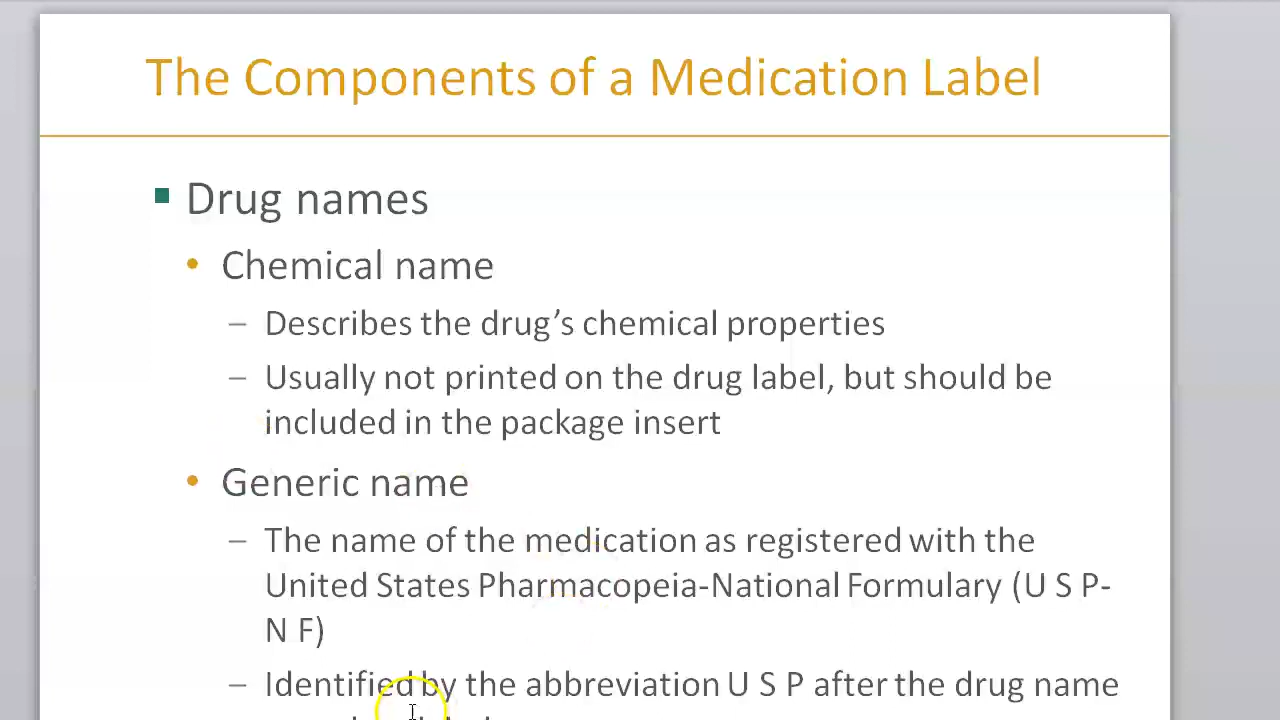 The Components of a Medication Label
▪ Drug names
• Chemical name
– Describes the drug’s chemical properties
– Usually not printed on the drug label, but should be
included in the package insert
• Generic name
– The name of the medication as registered with the
United States Pharmacopeia-National Formulary (U S P-
N F)
– Identified by the abbreviation U S P after the drug name